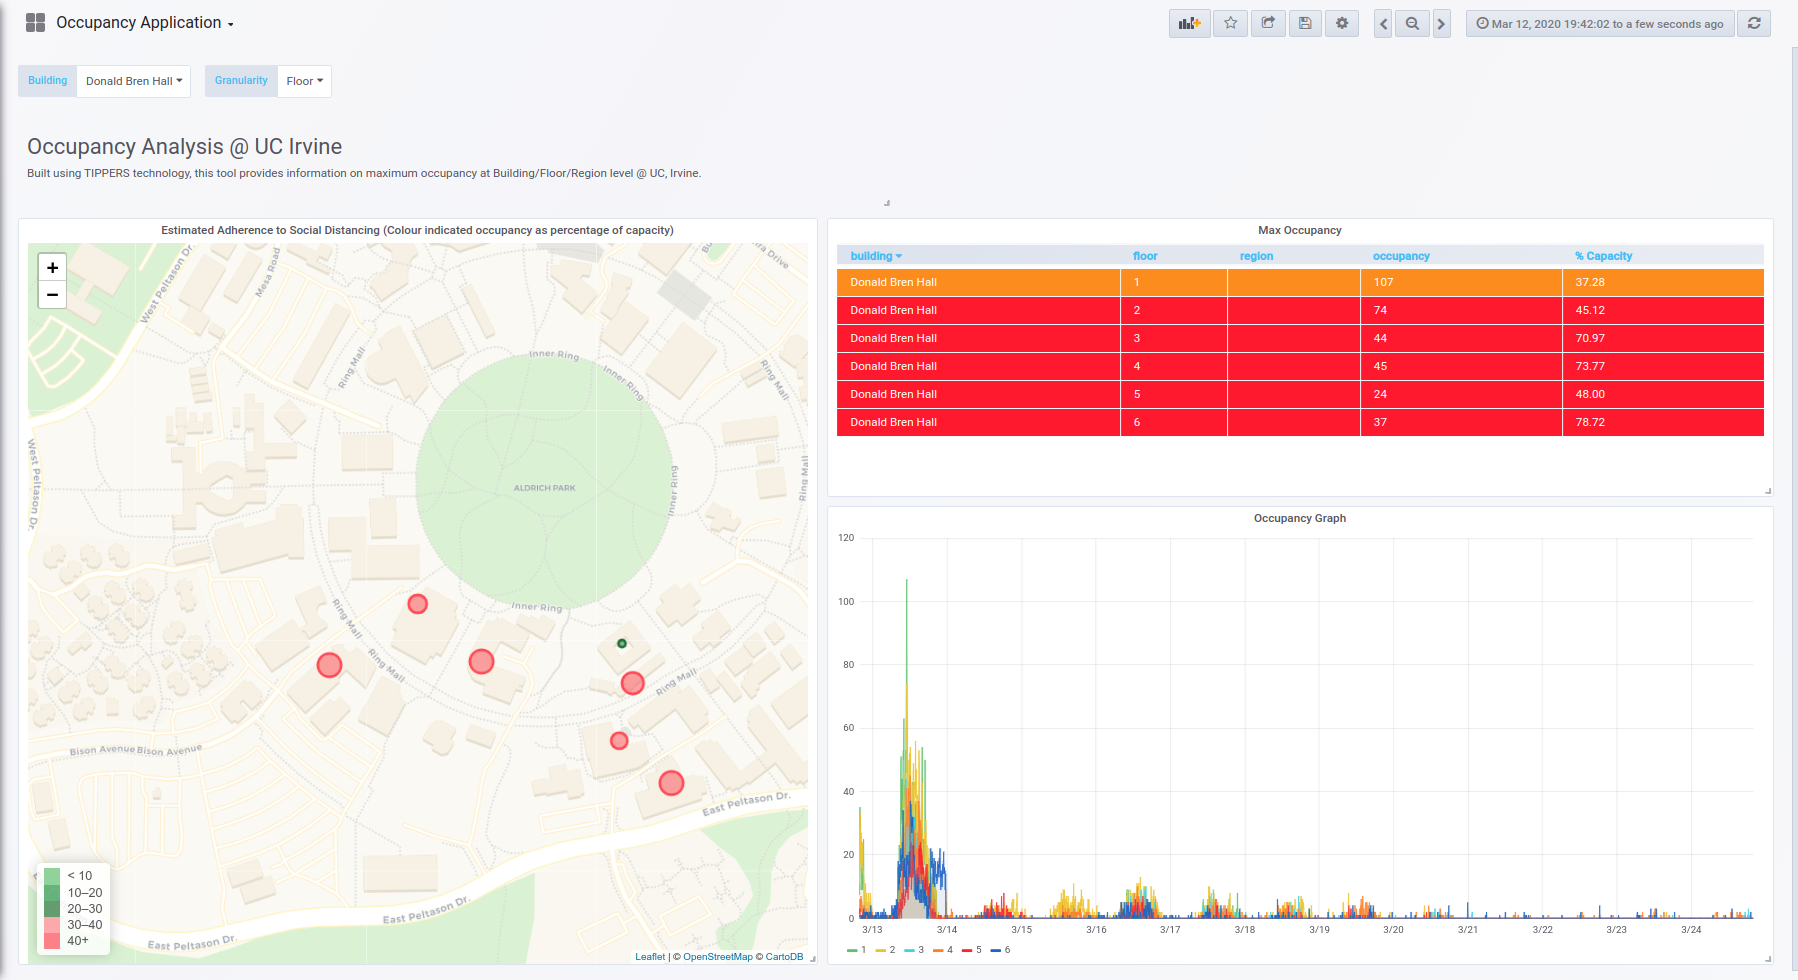 Occupancy Application
Mar 12, 2020 19:42:02 to a few seconds ago
Building Donald Bren Hall Granularity Floor
Occupancy Analysis @ UC Irvine
Built using TIPPERS technology, this tool provides information on maximum occupancy at Building/Floor/Region level @ UC, Irvine.
Estimated Adherence to Social Distancing (Colour indicated occupancy as percentage of capacity)
+
−
West Peltason Dr.
Mesa Road
Ring Mall
Inner Ring
Inner Ring
Ring Mall
West Peltason Dr.
Inner Ring
Ring Mall
ALDRICH PARK
Inner Ring
Ring Mall
Ring Mall
Ring Mall
Bison Avenue Bison Avenue
East Peltason Dr.
East Peltason Dr.
East Peltason Dr.
< 10
10–20
20–30
30–40
40+
Leaflet | © OpenStreetMap © CartoDB
Max Occupancy
building floor region occupancy % Capacity
Donald Bren Hall 1 107 37.28
Donald Bren Hall 2 74 45.12
Donald Bren Hall 3 44 70.97
Donald Bren Hall 4 45 73.77
Donald Bren Hall 5 24 48.00
Donald Bren Hall 6 37 78.72
Occupancy Graph
120
100
80
60
40
20
0
3/13 3/14 3/15 3/16 3/17 3/18 3/19 3/20 3/21 3/22 3/23 3/24
1 2 3 4 5 6